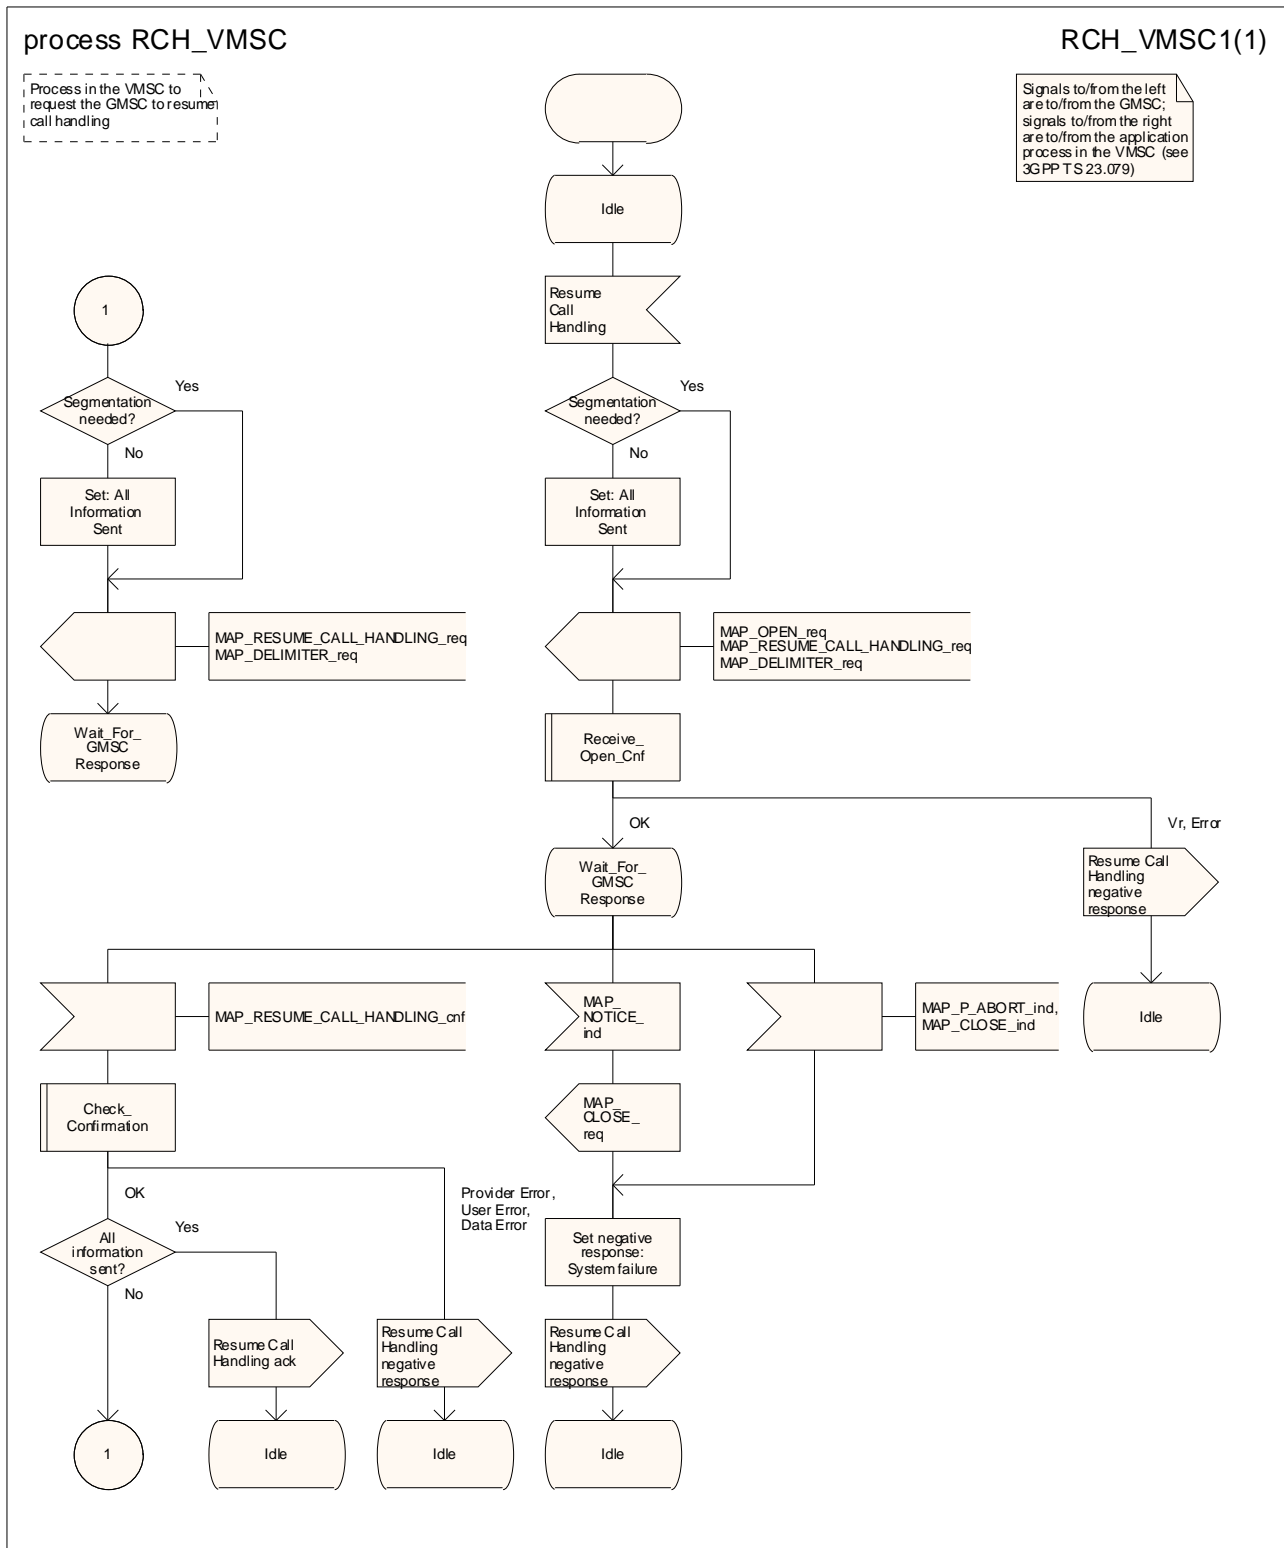 process RCH_VMSC
RCH_VMSC1(1)
Process in the VMSC to
request the GMSC to resume
call handling
Signals to/from the left
are to/from the GMSC;
signals to/from the right
are to/from the application
process in the VMSC (see
3GPP TS 23.079)
Idle
Resume
Call
Handling
1
Segmentation
needed?
Yes
No
Set: All
Information
Sent
Segmentation
needed?
Yes
No
Set: All
Information
Sent
MAP_RESUME_CALL_HANDLING_req
MAP_DELIMITER_req
MAP_OPEN_req
MAP_RESUME_CALL_HANDLING_req
MAP_DELIMITER_req
Wait_For_
GMSC
Response
Receive_
Open_Cnf
OK
Vr, Error
Wait_For_
GMSC
Response
Resume Call
Handling
negative
response
MAP_RESUME_CALL_HANDLING_cnf
MAP_
NOTICE_
ind
MAP_P_ABORT_ind,
MAP_CLOSE_ind
Idle
Check_
Confirmation
MAP_
CLOSE_
req
OK
Provider Error,
User Error,
Data Error
All
information
sent?
Yes
No
Set negative
response:
System failure
Resume Call
Handling ack
Resume Call
Handling
negative
response
Resume Call
Handling
negative
response
1
Idle
Idle
Idle